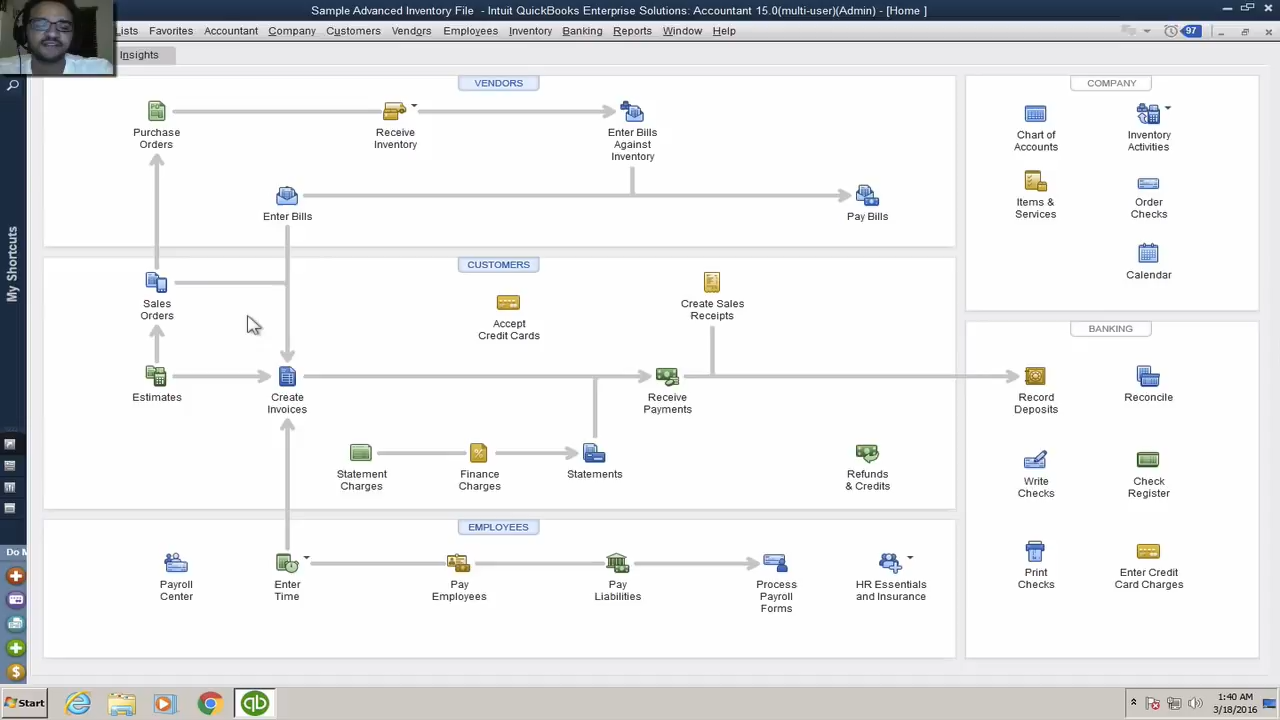 Sample Advanced Inventory File - Intuit QuickBooks Enterprise Solutions: Accountant 15.0(multi-user)(Admin) - [Home ]
Lists Favorites Accountant Company Customers Vendors Employees Inventory Banking Reports Window Help
97
Insights
My Shortcuts
Do M
VENDORS
Purchase
Orders
Receive
Inventory
Enter Bills
Against
Inventory
Enter Bills
Pay Bills
CUSTOMERS
Sales
Orders
Accept
Credit Cards
Create Sales
Receipts
Estimates
Create
Invoices
Receive
Payments
Statement
Charges
Finance
Charges
Statements
Refunds
& Credits
EMPLOYEES
Payroll
Center
Enter
Time
Pay
Employees
Pay
Liabilities
Process
Payroll
Forms
HR Essentials
and Insurance
COMPANY
Chart of
Accounts
Inventory
Activities
Items &
Services
Order
Checks
Calendar
BANKING
Record
Deposits
Reconcile
Write
Checks
Check
Register
Print
Checks
Enter Credit
Card Charges
Start
qb
1:40 AM
3/18/2016